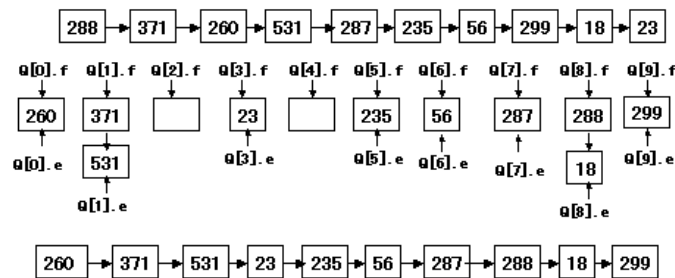 288 371 260 531 287 235 56 299 18 23
Q[0].f Q[1].f Q[2].f Q[3].f Q[4].f Q[5].f Q[6].f Q[7].f Q[8].f Q[9].f
260 371 23 235 56 287 288 299
Q[0].e 531 Q[3].e Q[5].e Q[6].e Q[7].e 18 Q[9].e
Q[1].e Q[8].e
260 371 531 23 235 56 287 288 18 299